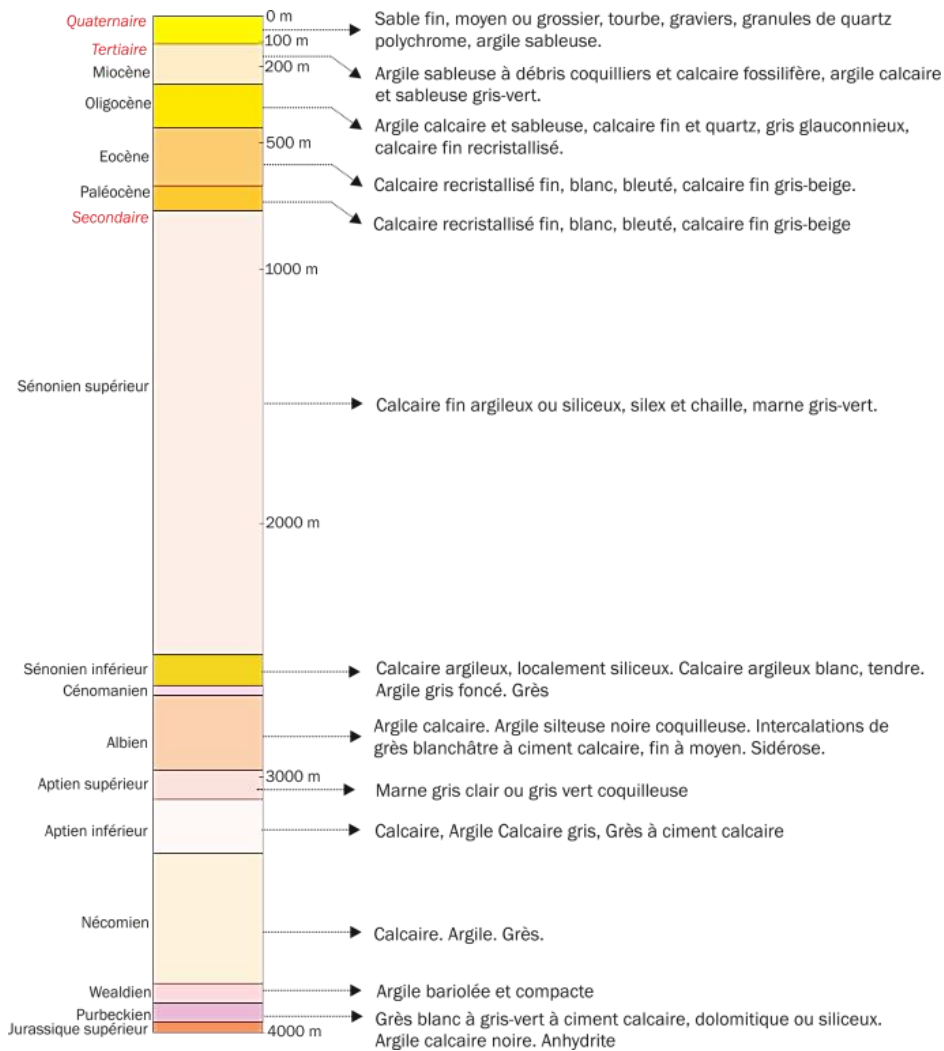 Quaternaire
0 m
Sable fin, moyen ou grossier, tourbe, graviers, granules de quartz
polychrome, argile sableuse.
100 m
Tertiaire
200 m
Miocène
Argile sableuse à débris coquilliers et calcaire fossilifère, argile calcaire
et sableuse gris-vert.
Oligocène
Argile calcaire et sableuse, calcaire fin et quartz, gris glauconnieux,
calcaire fin recristallisé.
500 m
Eocène
Calcaire recristallisé fin, blanc, bleuté, calcaire fin gris-beige.
Paléocène
Calcaire recristallisé fin, blanc, bleuté, calcaire fin gris-beige
Secondaire
1000 m
Sénonien supérieur
Calcaire fin argileux ou siliceux, silex et chaille, marne gris-vert.
2000 m
Sénonien inférieur
Calcaire argileux, localement siliceux. Calcaire argileux blanc, tendre.
Argile gris foncé. Grès
Cénomanien
Albien
Argile calcaire. Argile silteuse noire coquilleuse. Intercalations de
grès blanchâtre à ciment calcaire, fin à moyen. Sidérose.
3000 m
Aptien supérieur
Marne gris clair ou gris vert coquilleuse
Aptien inférieur
Calcaire, Argile Calcaire gris, Grès à ciment calcaire
Nécomien
Calcaire. Argile. Grès.
Wealdien
Argile bariolée et compacte
Purbeckien
Grès blanc à gris-vert à ciment calcaire, dolomitique ou siliceux.
Argile calcaire noire. Anhydrite
Jurassique supérieur
4000 m